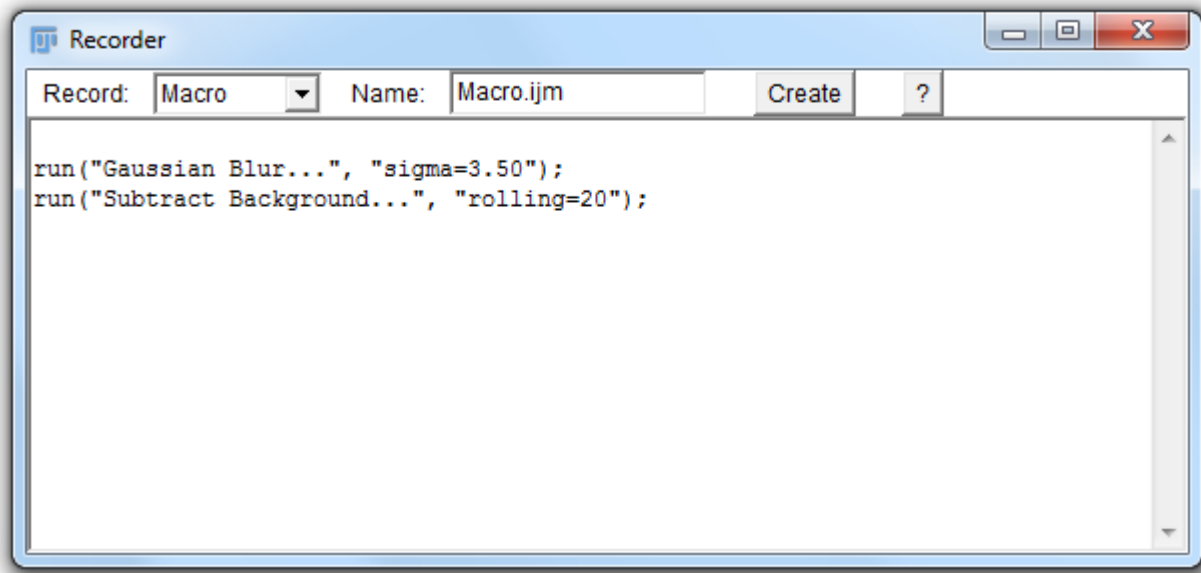 Recorder
Record: Macro Name: Macro.ijm Create ?
run("Gaussian Blur...", "sigma=3.50");
run("Subtract Background...", "rolling=20");